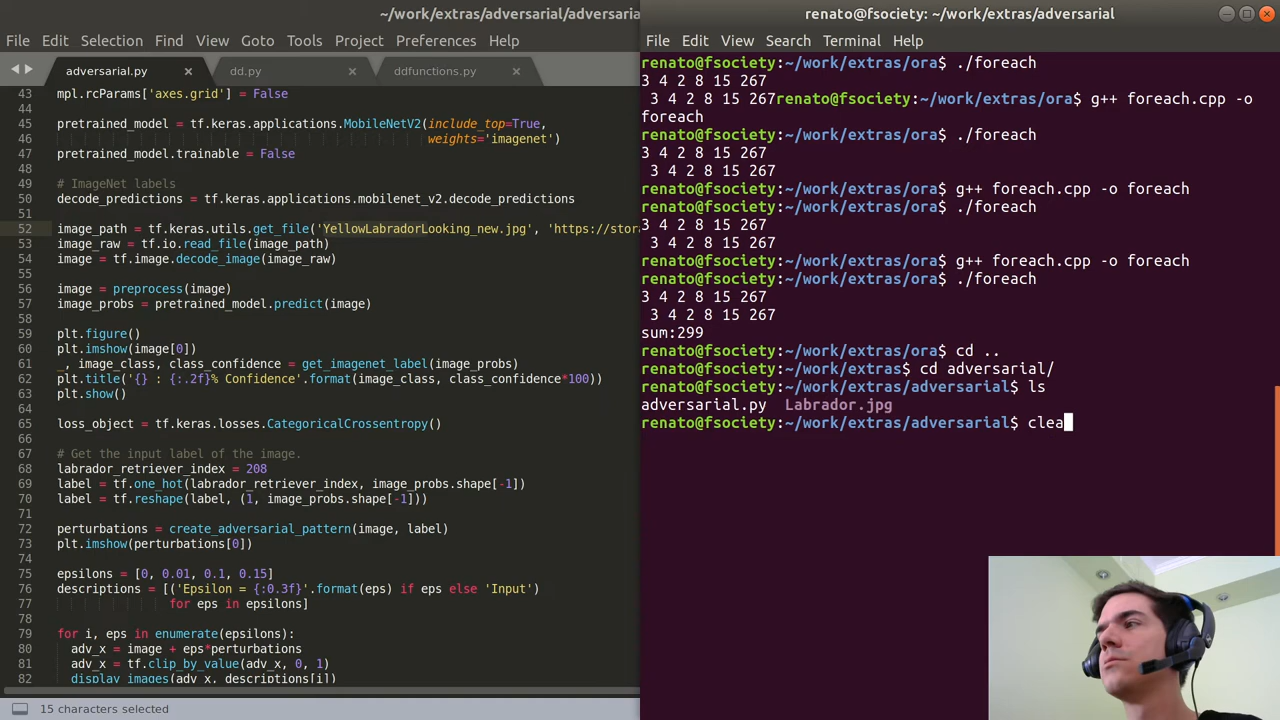 ~/work/extras/adversarial/adversaria
File Edit Selection Find View Goto Tools Project Preferences Help
adversarial.py × dd.py × ddfunctions.py ×
43 mpl.rcParams['axes.grid'] = False
44
45 pretrained_model = tf.keras.applications.MobileNetV2(include_top=True,
46 weights='imagenet')
47 pretrained_model.trainable = False
48
49 # ImageNet labels
50 decode_predictions = tf.keras.applications.mobilenet_v2.decode_predictions
51
52 image_path = tf.keras.utils.get_file('YellowLabradorLooking_new.jpg', 'https://stora
53 image_raw = tf.io.read_file(image_path)
54 image = tf.image.decode_image(image_raw)
55
56 image = preprocess(image)
57 image_probs = pretrained_model.predict(image)
58
59 plt.figure()
60 plt.imshow(image[0])
61 _, image_class, class_confidence = get_imagenet_label(image_probs)
62 plt.title('{} : {:.2f}% Confidence'.format(image_class, class_confidence*100))
63 plt.show()
64
65 loss_object = tf.keras.losses.CategoricalCrossentropy()
66
67 # Get the input label of the image.
68 labrador_retriever_index = 208
69 label = tf.one_hot(labrador_retriever_index, image_probs.shape[-1])
70 label = tf.reshape(label, (1, image_probs.shape[-1]))
71
72 perturbations = create_adversarial_pattern(image, label)
73 plt.imshow(perturbations[0])
74
75 epsilons = [0, 0.01, 0.1, 0.15]
76 descriptions = [('Epsilon = {:0.3f}'.format(eps) if eps else 'Input')
77 for eps in epsilons]
78
79 for i, eps in enumerate(epsilons):
80 adv_x = image + eps*perturbations
81 adv_x = tf.clip_by_value(adv_x, 0, 1)
82 display_images(adv_x, descriptions[i])
15 characters selected
renato@fsociety: ~/work/extras/adversarial
File Edit View Search Terminal Help
renato@fsociety:~/work/extras/ora$ ./foreach
3 4 2 8 15 267
3 4 2 8 15 267renato@fsociety:~/work/extras/ora$ g++ foreach.cpp -o
foreach
renato@fsociety:~/work/extras/ora$ ./foreach
3 4 2 8 15 267
3 4 2 8 15 267
renato@fsociety:~/work/extras/ora$ g++ foreach.cpp -o foreach
renato@fsociety:~/work/extras/ora$ ./foreach
3 4 2 8 15 267
3 4 2 8 15 267
renato@fsociety:~/work/extras/ora$ g++ foreach.cpp -o foreach
renato@fsociety:~/work/extras/ora$ ./foreach
3 4 2 8 15 267
3 4 2 8 15 267
sum:299
renato@fsociety:~/work/extras/ora$ cd ..
renato@fsociety:~/work/extras$ cd adversarial/
renato@fsociety:~/work/extras/adversarial$ ls
adversarial.py Labrador.jpg
renato@fsociety:~/work/extras/adversarial$ clea